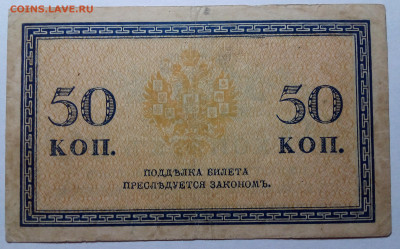 COINS.LAVE.RU
50 50
КОП. КОП.
ПОДДѢЛКА БИЛЕТА
ПРЕСЛѢДУЕТСЯ ЗАКОНОМЪ.